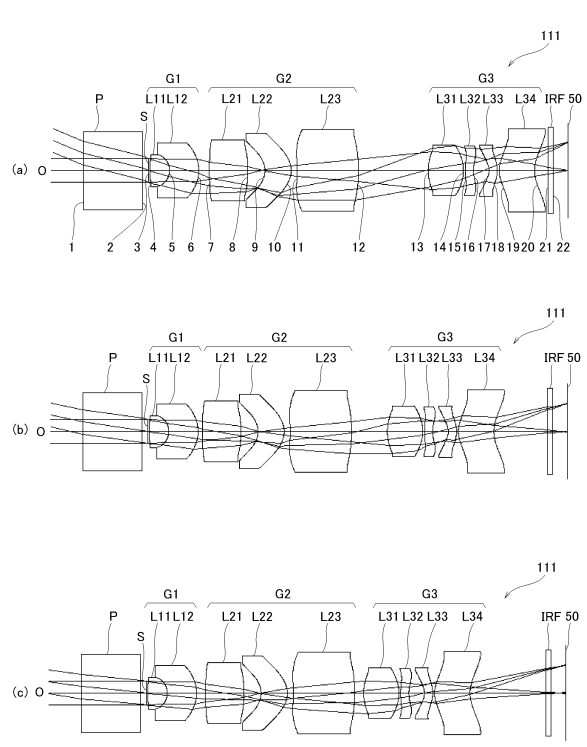 111
G1 G2 G3
P S L11 L12 L21 L22 L23 L31 L32 L33 L34 IRF 50
(a) O
1 2 3 4 5 6 7 8 9 10 11 12 13 14 15 16 17 18 19 20 21 22
111
G1 G2 G3
P S L11 L12 L21 L22 L23 L31 L32 L33 L34 IRF 50
(b) O
111
G1 G2 G3
P S L11 L12 L21 L22 L23 L31 L32 L33 L34 IRF 50
(c) O